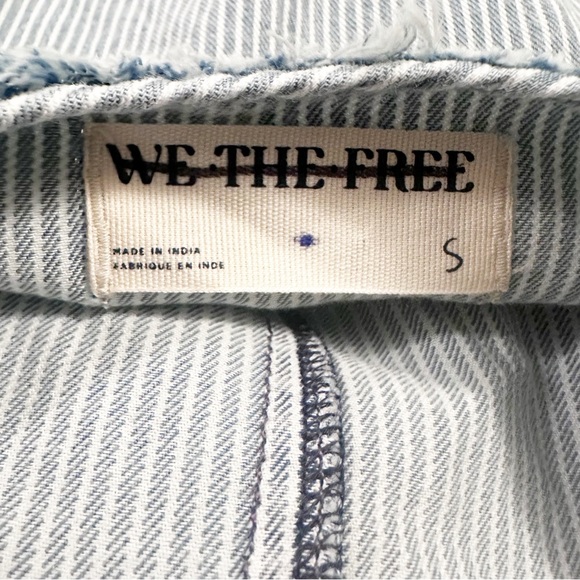 WE·THE·FREE
MADE IN INDIA
FABRIQUE EN INDE
S